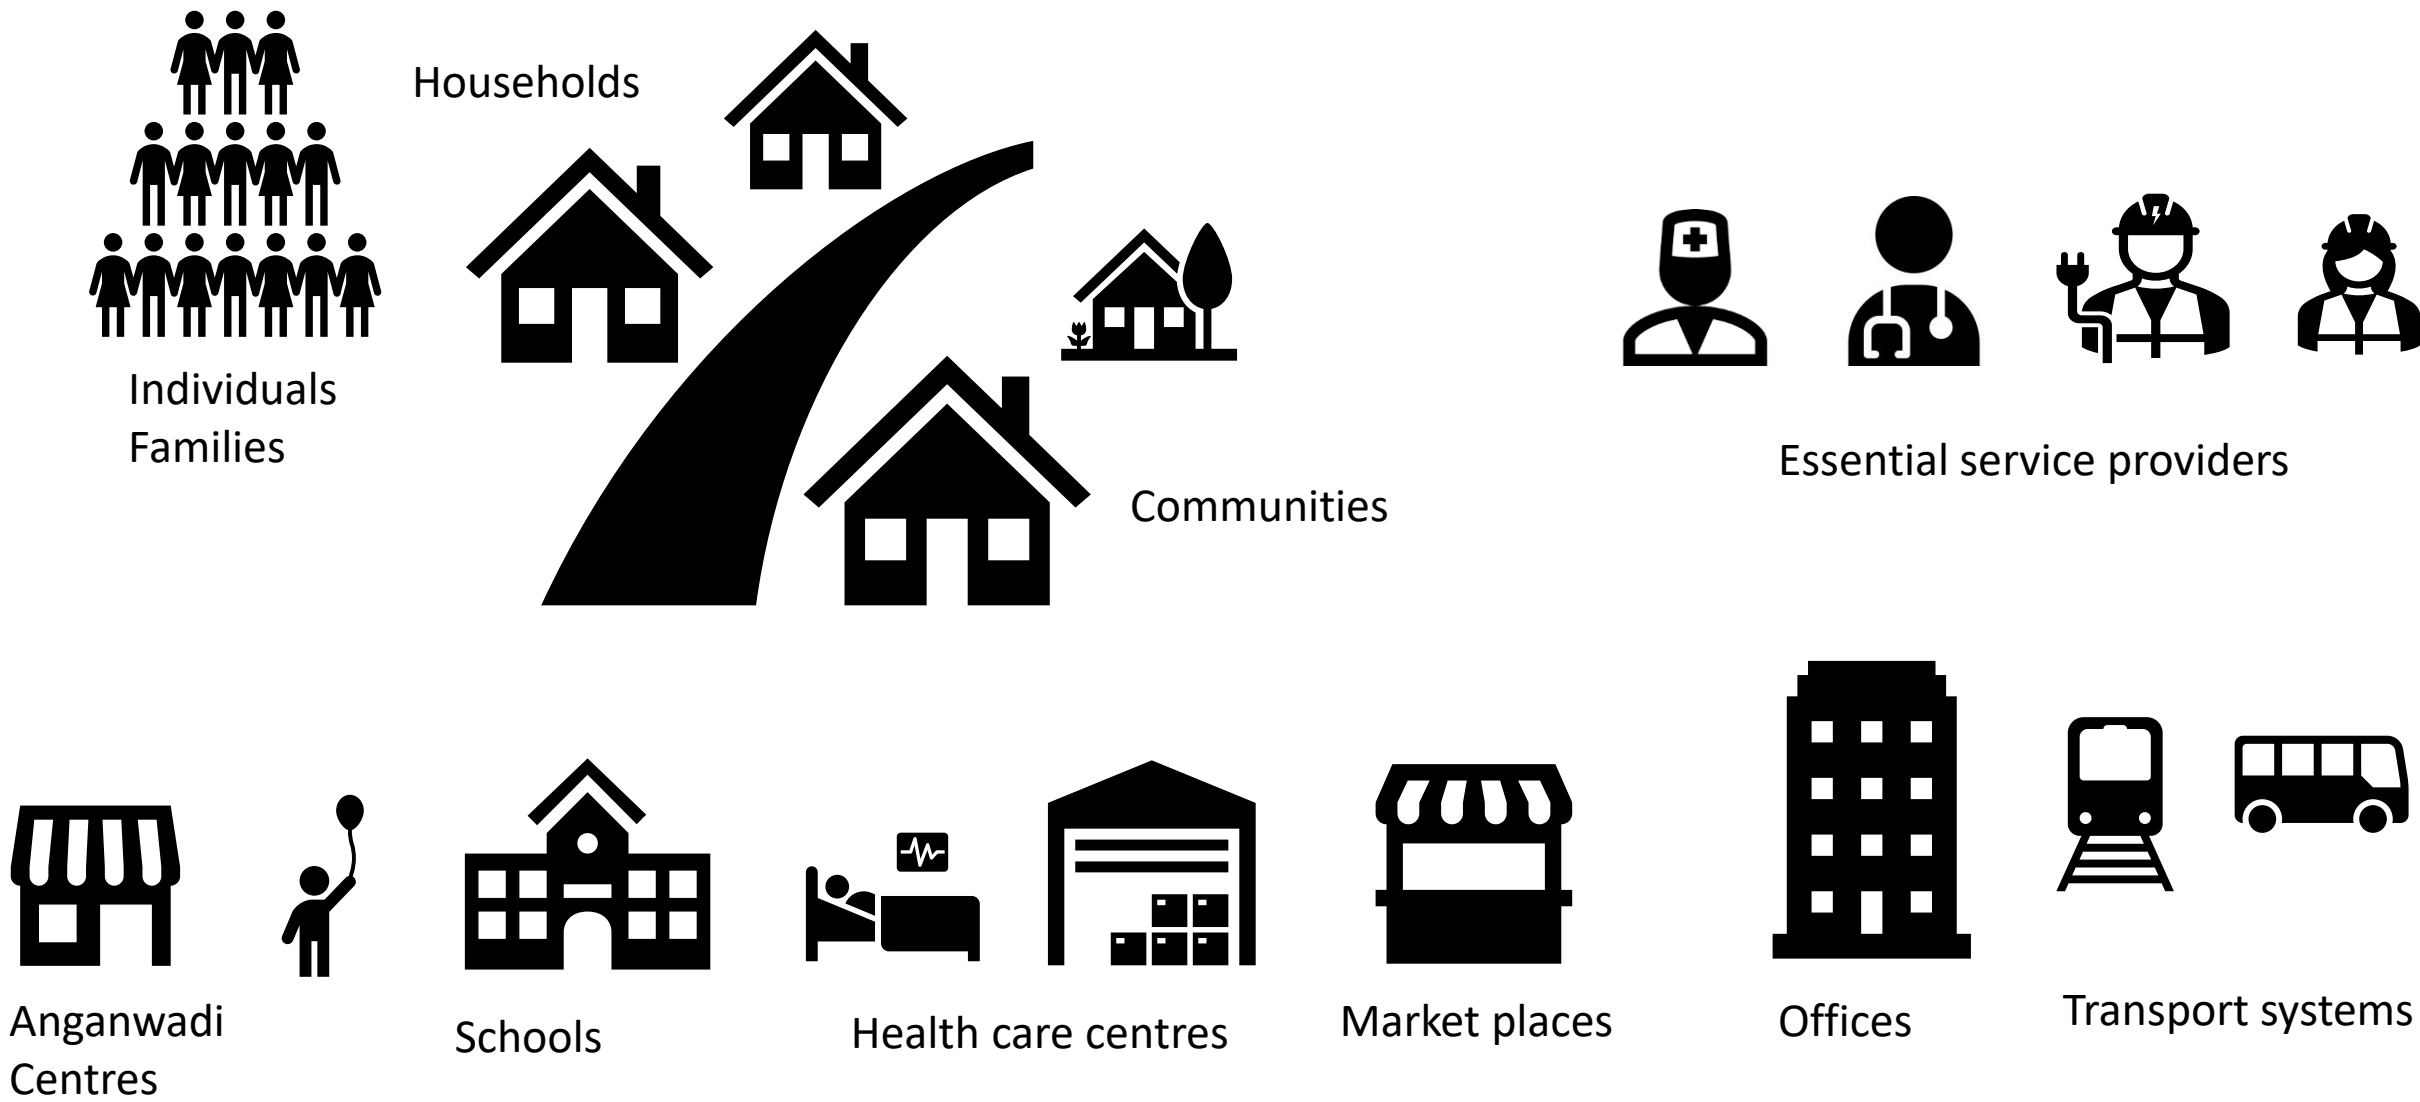 Households
Individuals
Families
Essential service providers
Communities
Anganwadi
Centres
Schools
Health care centres
Market places
Offices
Transport systems